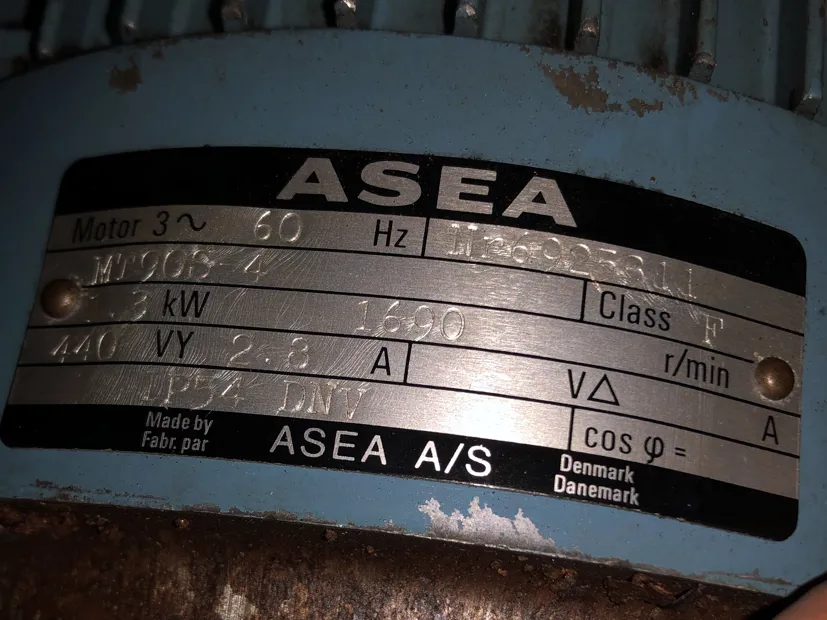 ASEA
Motor 3~ 60 Hz
MT90S-4 Class F
.3 kW 1690 r/min
440 VY 2.8 A V△ A
IP54 DNV cos φ =
Made by
Fabr. par
ASEA A/S
Denmark
Danemark